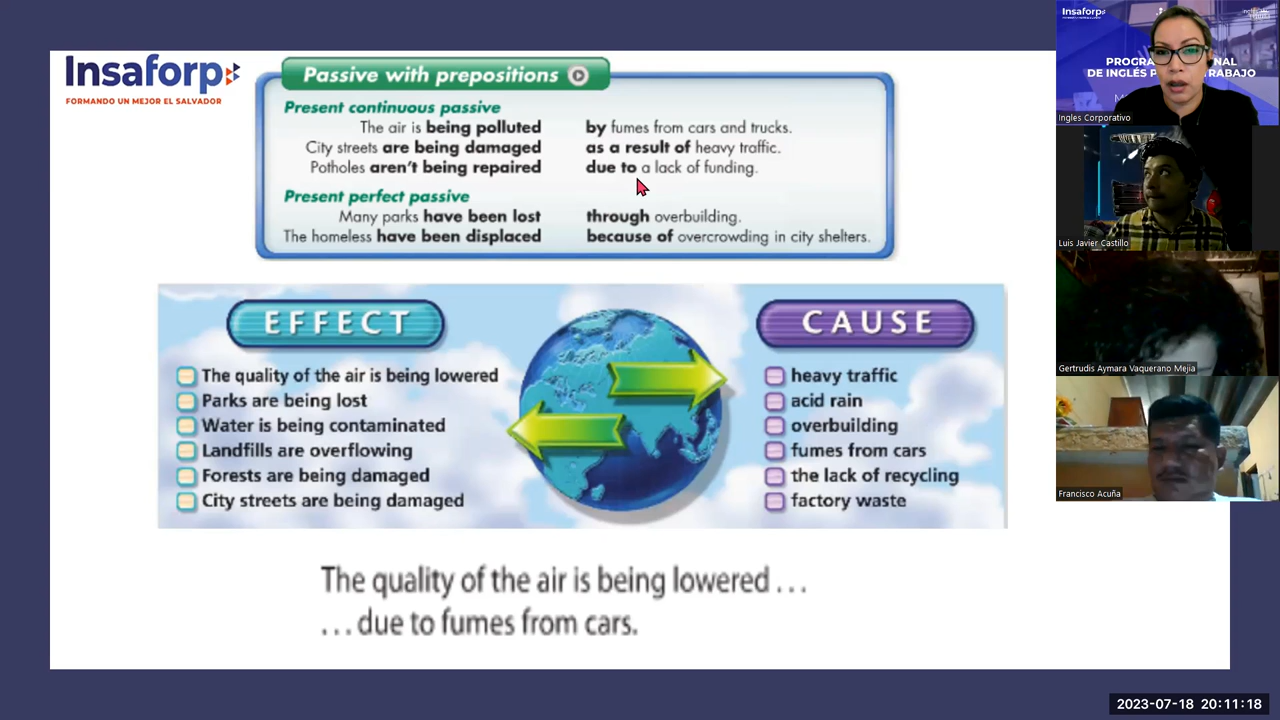 Insaforp
FORMANDO UN MEJOR EL SALVADOR
Passive with prepositions
Present continuous passive
The air is being polluted by fumes from cars and trucks.
City streets are being damaged as a result of heavy traffic.
Potholes aren't being repaired due to a lack of funding.
Present perfect passive
Many parks have been lost through overbuilding.
The homeless have been displaced because of overcrowding in city shelters.
EFFECT
The quality of the air is being lowered
Parks are being lost
Water is being contaminated
Landfills are overflowing
Forests are being damaged
City streets are being damaged
CAUSE
heavy traffic
acid rain
overbuilding
fumes from cars
the lack of recycling
factory waste
The quality of the air is being lowered ...
... due to fumes from cars.
Insaforp
PROGRA NAL
DE INGLÉS P RABAJO
Ingles Corporativo
Luis Javier Castillo
Gertrudis Aymara Vaquerano Mejia
Francisco Acuña
2023-07-18 20:11:18